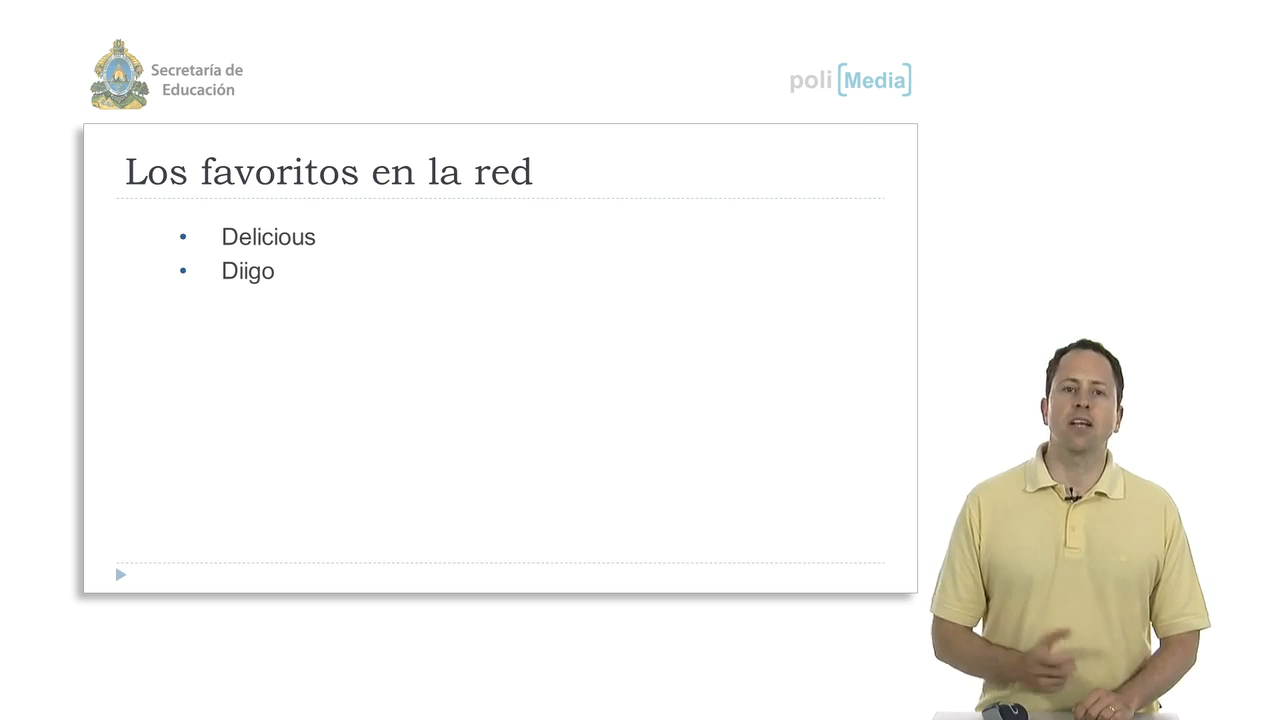 Secretaría de
Educación
poli [Media]
Los favoritos en la red
• Delicious
• Diigo